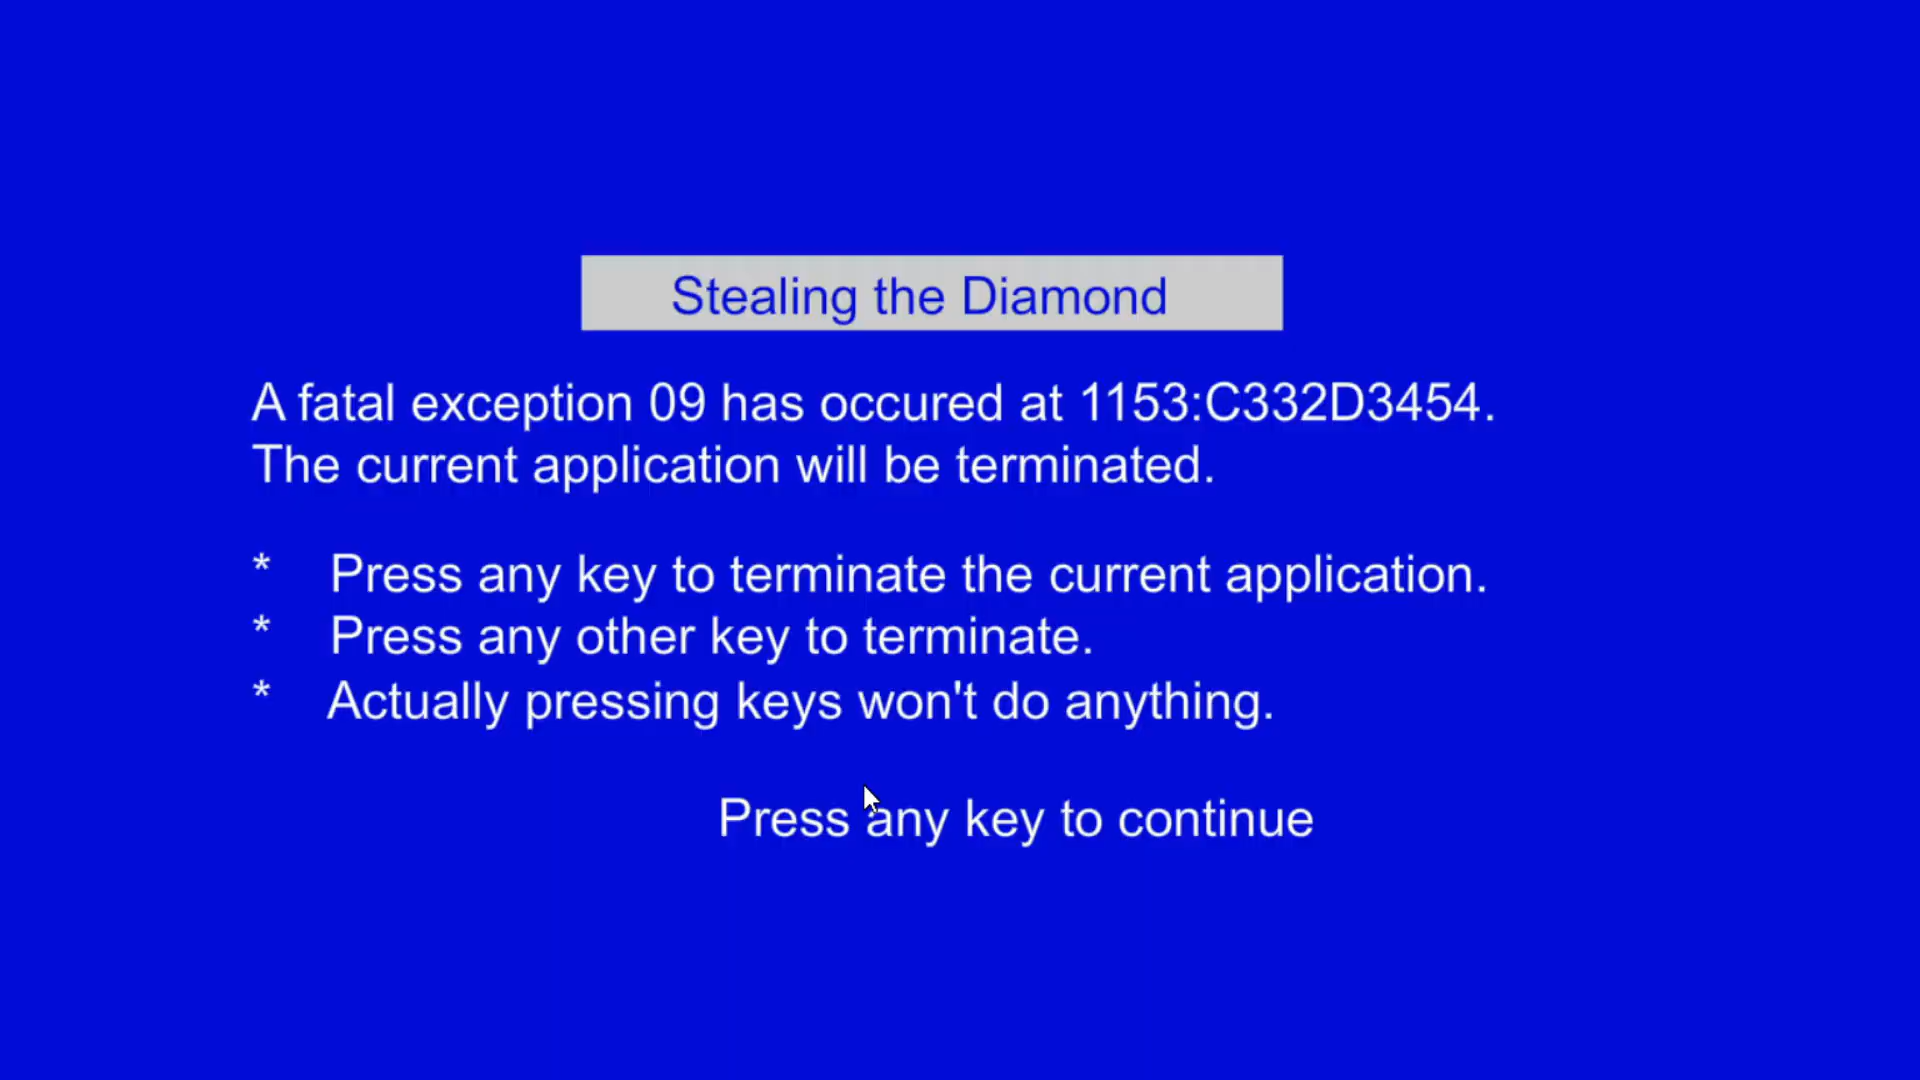 Stealing the Diamond
A fatal exception 09 has occured at 1153:C332D3454.
The current application will be terminated.
* Press any key to terminate the current application.
* Press any other key to terminate.
* Actually pressing keys won't do anything.
Press any key to continue